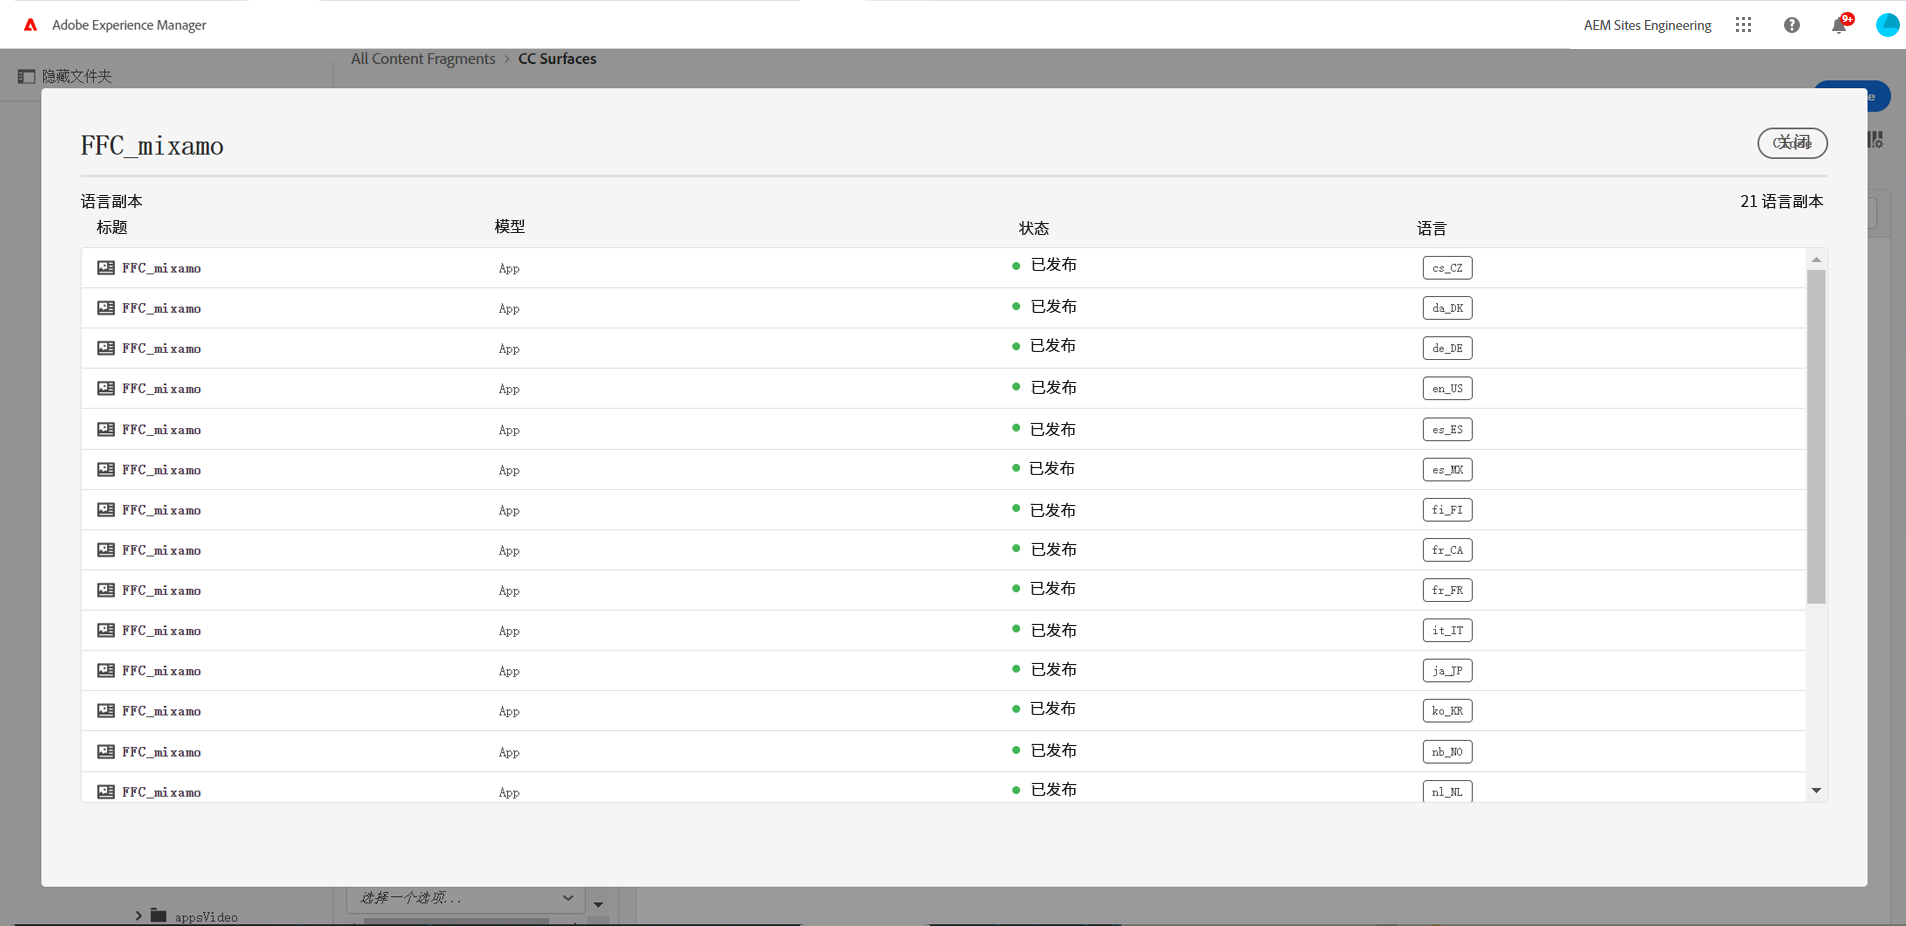 Adobe Experience Manager
AEM Sites Engineering
9+
隐藏文件夹
All Content Fragments > CC Surfaces
FFC_mixamo
关闭
语言副本
21 语言副本
标题 模型 状态 语言
FFC_mixamo App 已发布 cs_CZ
FFC_mixamo App 已发布 da_DK
FFC_mixamo App 已发布 de_DE
FFC_mixamo App 已发布 en_US
FFC_mixamo App 已发布 es_ES
FFC_mixamo App 已发布 es_MX
FFC_mixamo App 已发布 fi_FI
FFC_mixamo App 已发布 fr_CA
FFC_mixamo App 已发布 fr_FR
FFC_mixamo App 已发布 it_IT
FFC_mixamo App 已发布 ja_JP
FFC_mixamo App 已发布 ko_KR
FFC_mixamo App 已发布 nb_NO
FFC_mixamo App 已发布 nl_NL
选择一个选项...
appsVideo